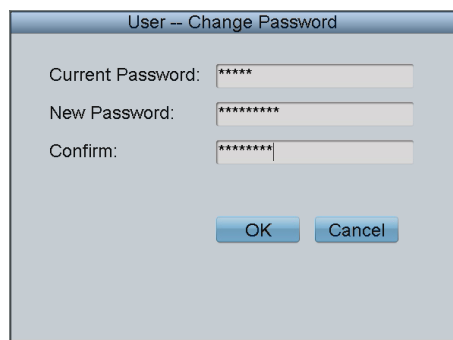 User -- Change Password
Current Password: *****
New Password: *********
Confirm: ********
OK Cancel